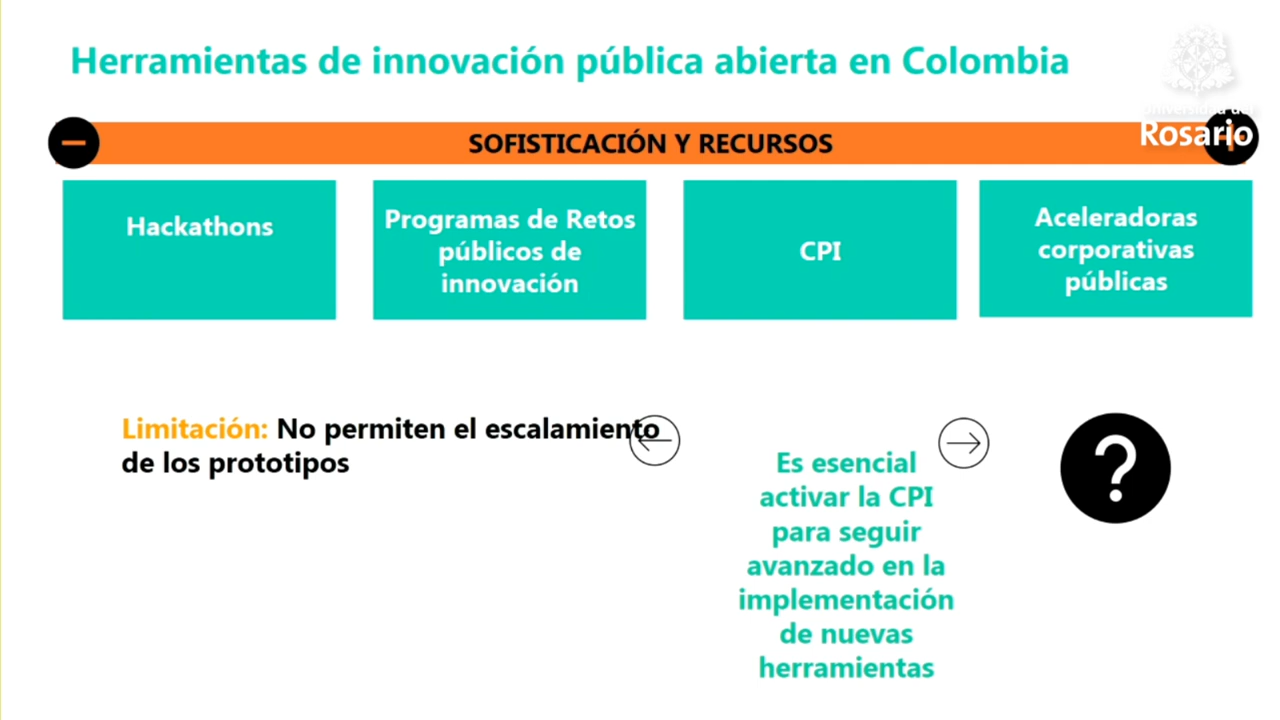 Herramientas de innovación pública abierta en Colombia
Universidad del
Rosario
SOFISTICACIÓN Y RECURSOS
Hackathons
Programas de Retos
públicos de
innovación
CPI
Aceleradoras
corporativas
públicas
Limitación: No permiten el escalamiento
de los prototipos
Es esencial
activar la CPI
para seguir
avanzado en la
implementación
de nuevas
herramientas
?